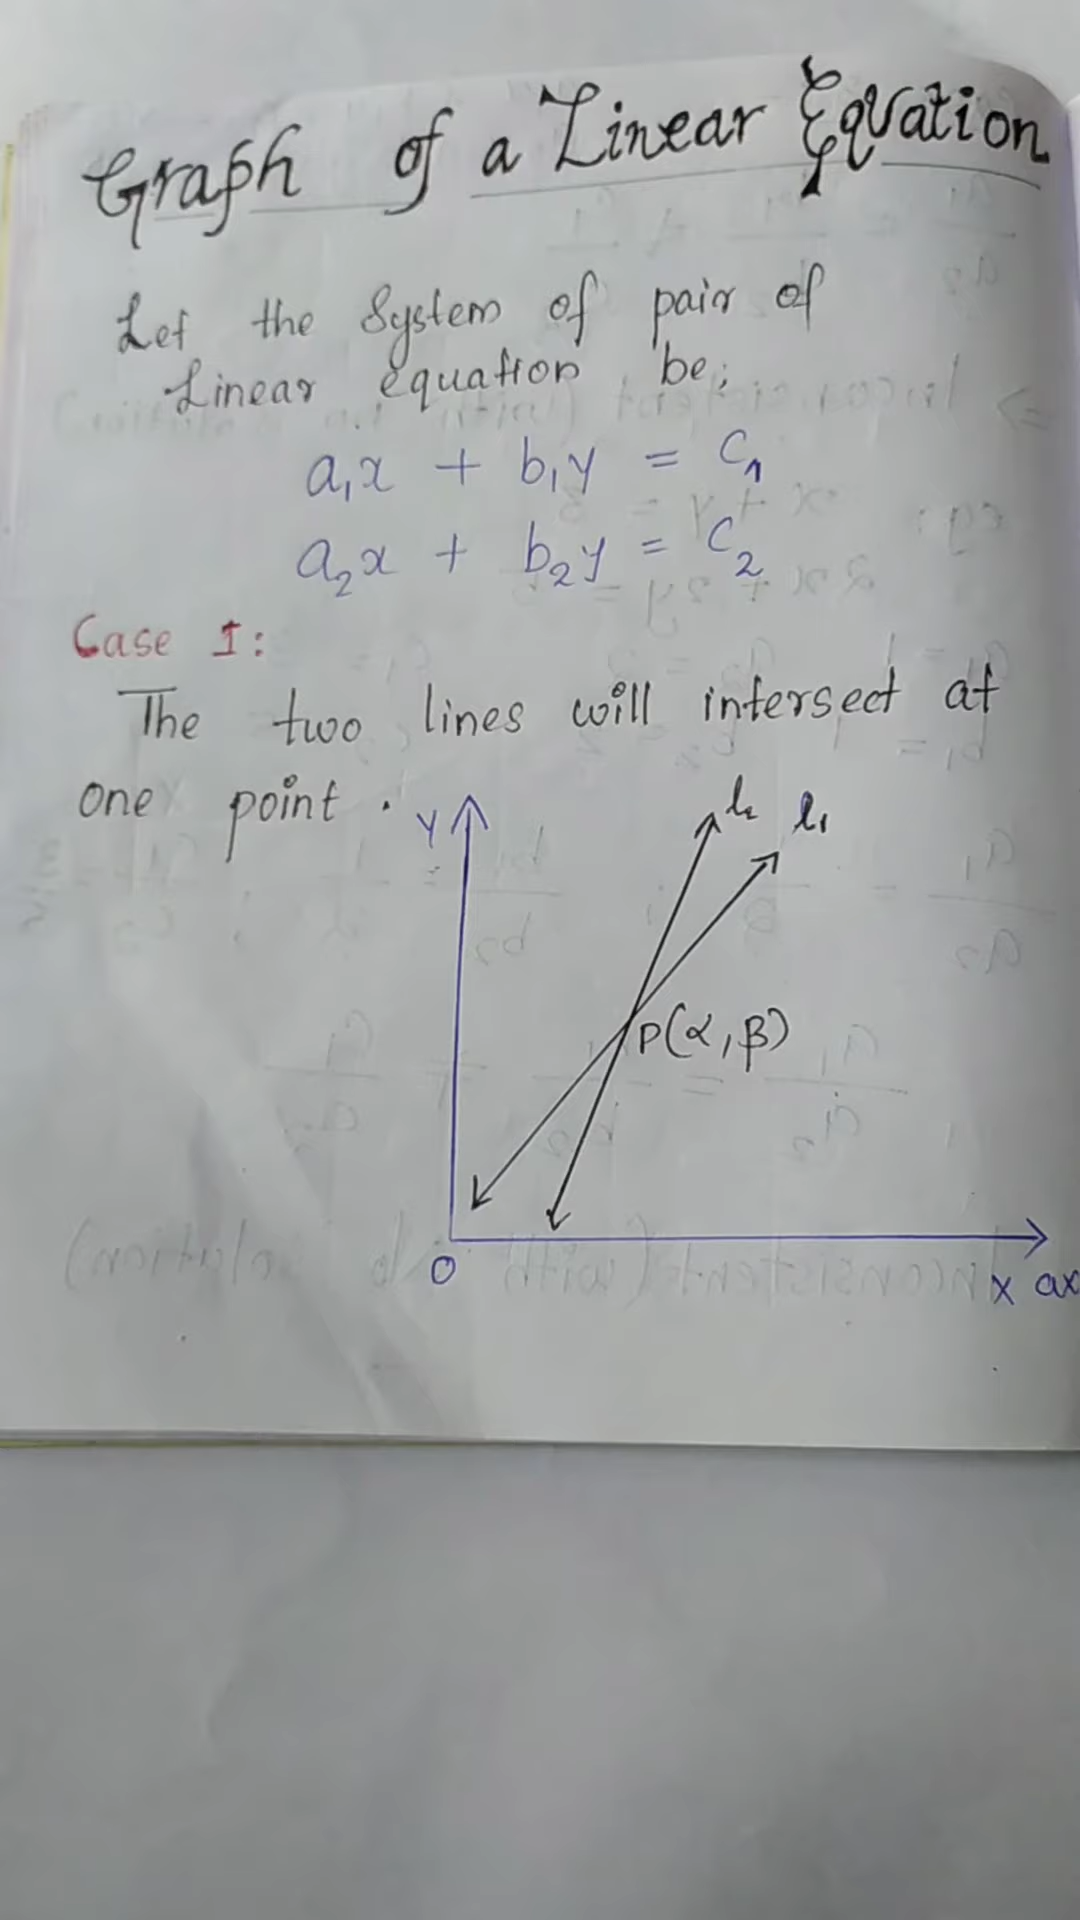 Graph of a Linear Equation
Let the System of pair of
Linear equation be;
a₁x + b₁y = C₁
a₂x + b₂y = C₂
Case I:
The two lines will intersect at
one point.
Y
l₂ l₁
P(α,β)
O
X ax